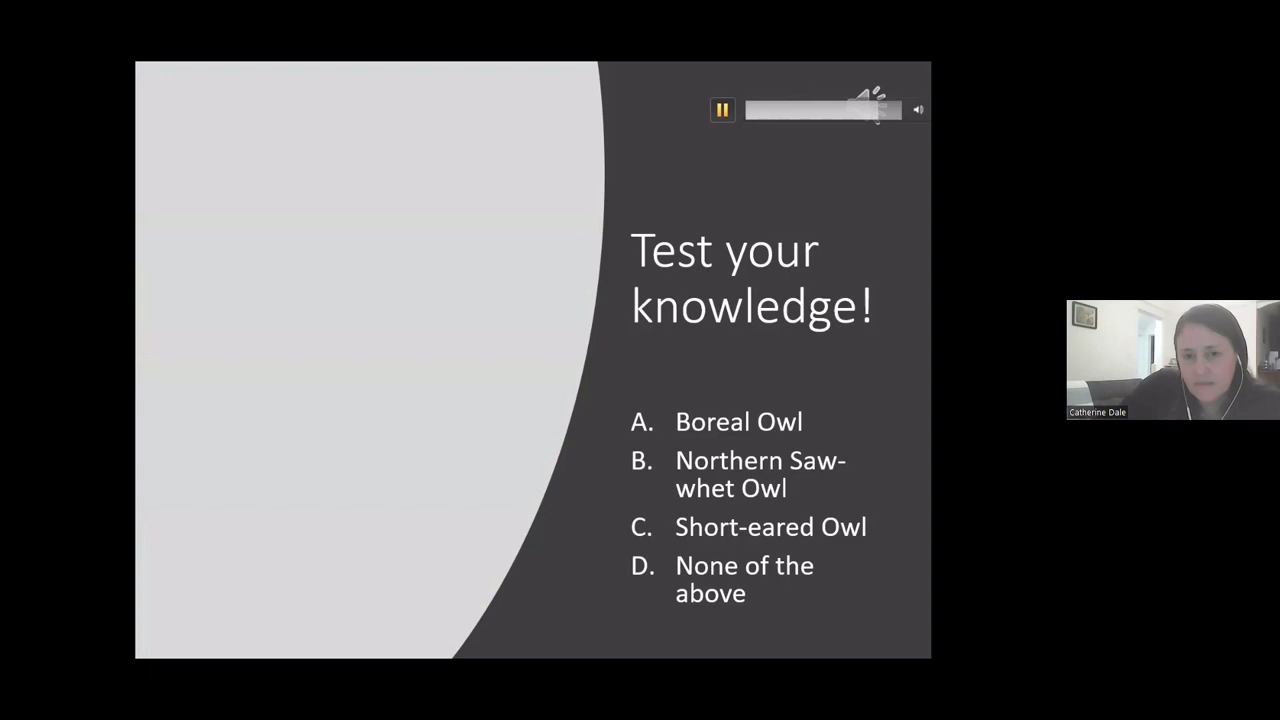 Test your
knowledge!
A. Boreal Owl
B. Northern Saw-
whet Owl
C. Short-eared Owl
D. None of the
above
Catherine Dale